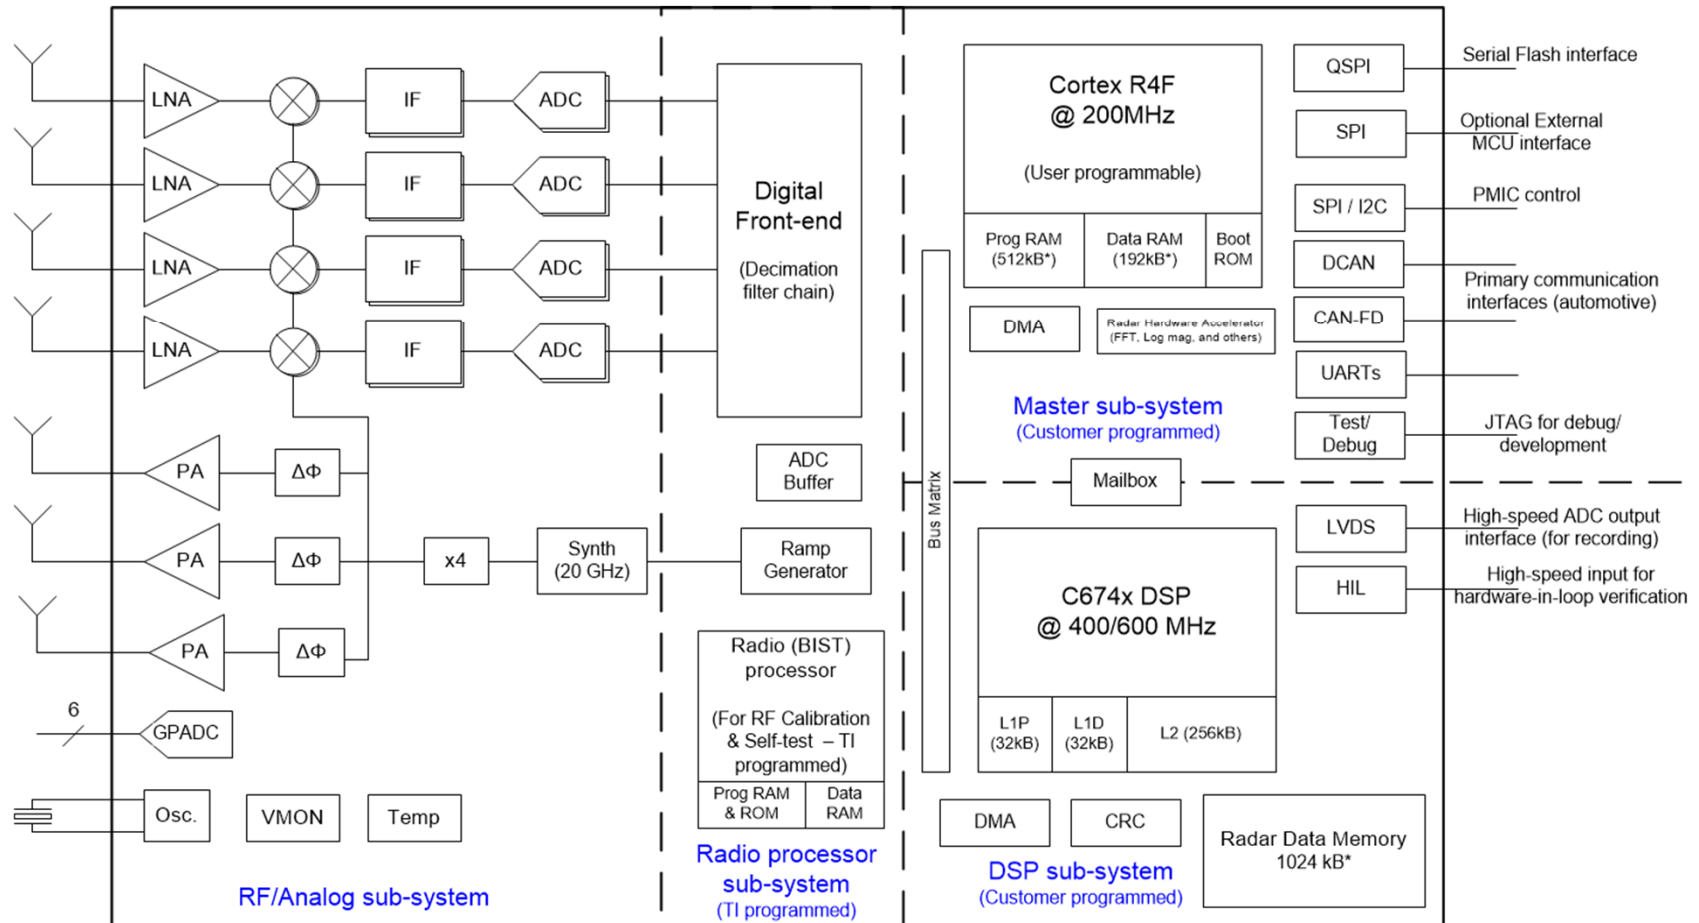 LNA
IF
ADC
LNA
IF
ADC
LNA
IF
ADC
LNA
IF
ADC
PA
ΔΦ
PA
ΔΦ
x4
Synth
(20 GHz)
PA
ΔΦ
6
GPADC
Osc.
VMON
Temp
RF/Analog sub-system
Digital
Front-end
(Decimation
filter chain)
ADC
Buffer
Ramp
Generator
Radio (BIST)
processor
(For RF Calibration
& Self-test – TI
programmed)
Prog RAM
& ROM
Data
RAM
Radio processor
sub-system
(TI programmed)
Bus Matrix
Cortex R4F
@ 200MHz
(User programmable)
Prog RAM
(512kB*)
Data RAM
(192kB*)
Boot
ROM
DMA
Radar Hardware Accelerator
(FFT, Log mag, and others)
Master sub-system
(Customer programmed)
Mailbox
C674x DSP
@ 400/600 MHz
L1P
(32kB)
L1D
(32kB)
L2 (256kB)
DMA
CRC
Radar Data Memory
1024 kB*
DSP sub-system
(Customer programmed)
QSPI
Serial Flash interface
SPI
Optional External
MCU interface
SPI / I2C
PMIC control
DCAN
CAN-FD
Primary communication
interfaces (automotive)
UARTs
Test/
Debug
JTAG for debug/
development
LVDS
High-speed ADC output
interface (for recording)
HIL
High-speed input for
hardware-in-loop verification